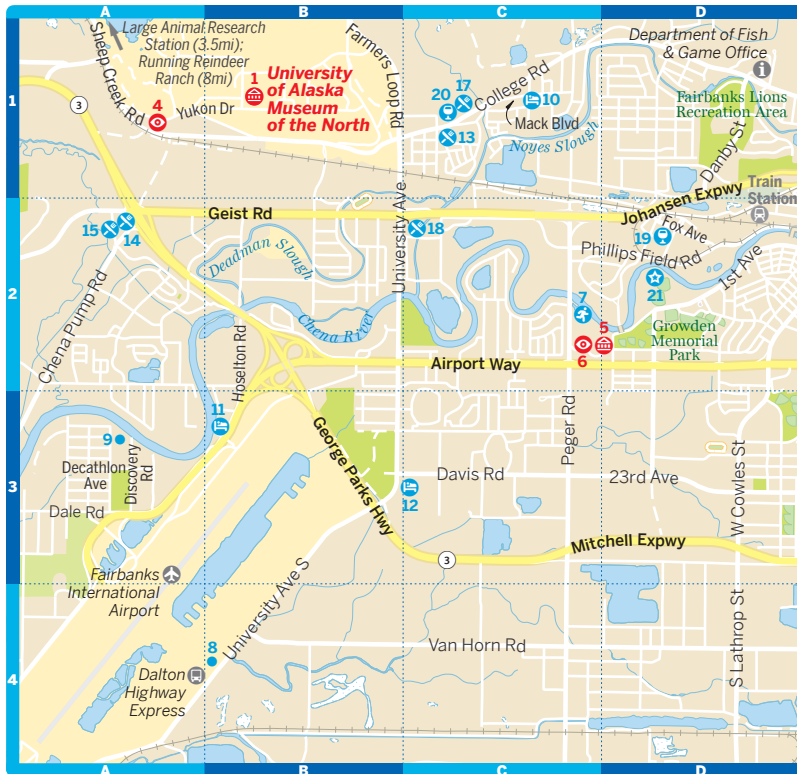 A
B
C
D
1
2
3
4
Large Animal Research
Station (3.5mi);
Running Reindeer
Ranch (8mi)
Sheep Creek Rd
3
4
Yukon Dr
1
University
of Alaska
Museum
of the North
Farmers Loop Rd
20
17
College Rd
10
Mack Blvd
13
Noyes Slough
Department of Fish
& Game Office
Fairbanks Lions
Recreation Area
Danby St
Train
Station
Johansen Expwy
Geist Rd
15
14
18
University Ave
19
Fox Ave
Phillips Field Rd
21
1st Ave
Deadman Slough
Chena River
Chena Pump Rd
Hoselton Rd
7
5
6
Growden
Memorial
Park
Airport Way
11
9
Decathlon
Ave
Discovery
Rd
Dale Rd
George Parks Hwy
Peger Rd
Davis Rd
23rd Ave
W Cowles St
12
Mitchell Expwy
3
Fairbanks
International
Airport
University Ave S
8
Dalton
Highway
Express
Van Horn Rd
S Lathrop St
A
B
C
D